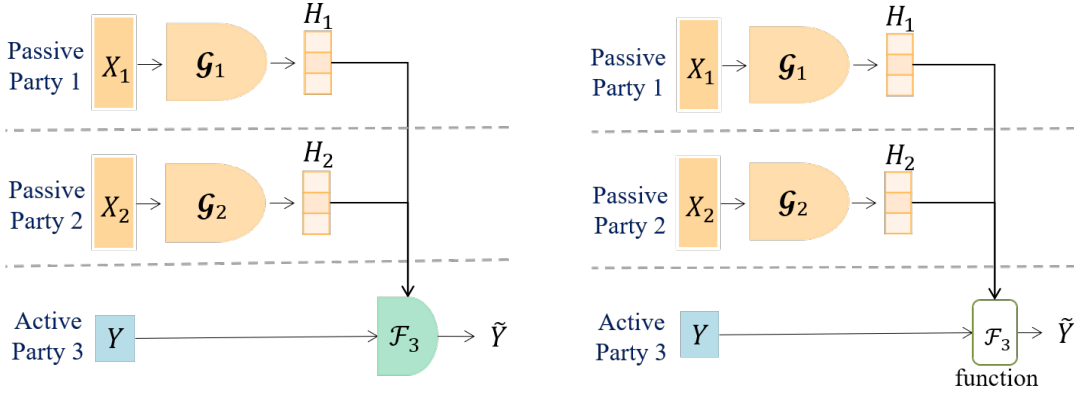 H₁
Passive
Party 1
X₁
𝓖₁
H₂
Passive
Party 2
X₂
𝓖₂
Active
Party 3
Y
ℱ₃
Ỹ
H₁
Passive
Party 1
X₁
𝓖₁
H₂
Passive
Party 2
X₂
𝓖₂
Active
Party 3
Y
ℱ₃
Ỹ
function